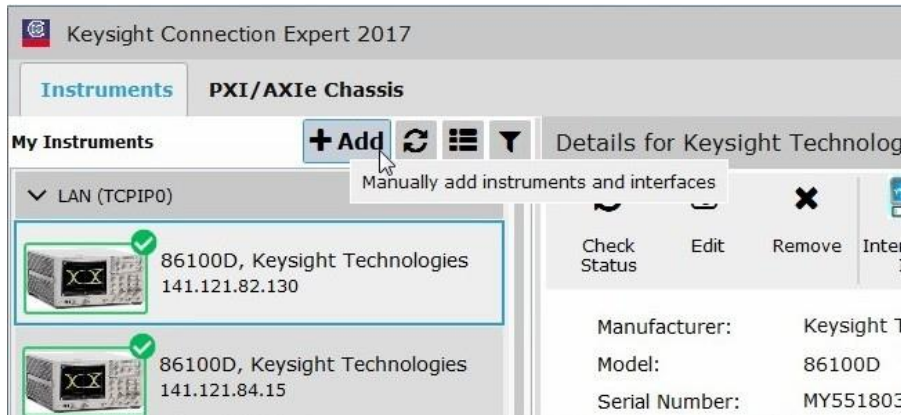 Keysight Connection Expert 2017
Instruments
PXI/AXIe Chassis
My Instruments
Add
Manually add instruments and interfaces
LAN (TCPIP0)
86100D, Keysight Technologies
141.121.82.130
86100D, Keysight Technologies
141.121.84.15
Details for Keysight Technolog
Check
Status
Edit
Remove
Inter
Manufacturer:
Keysight T
Model:
86100D
Serial Number:
MY551803